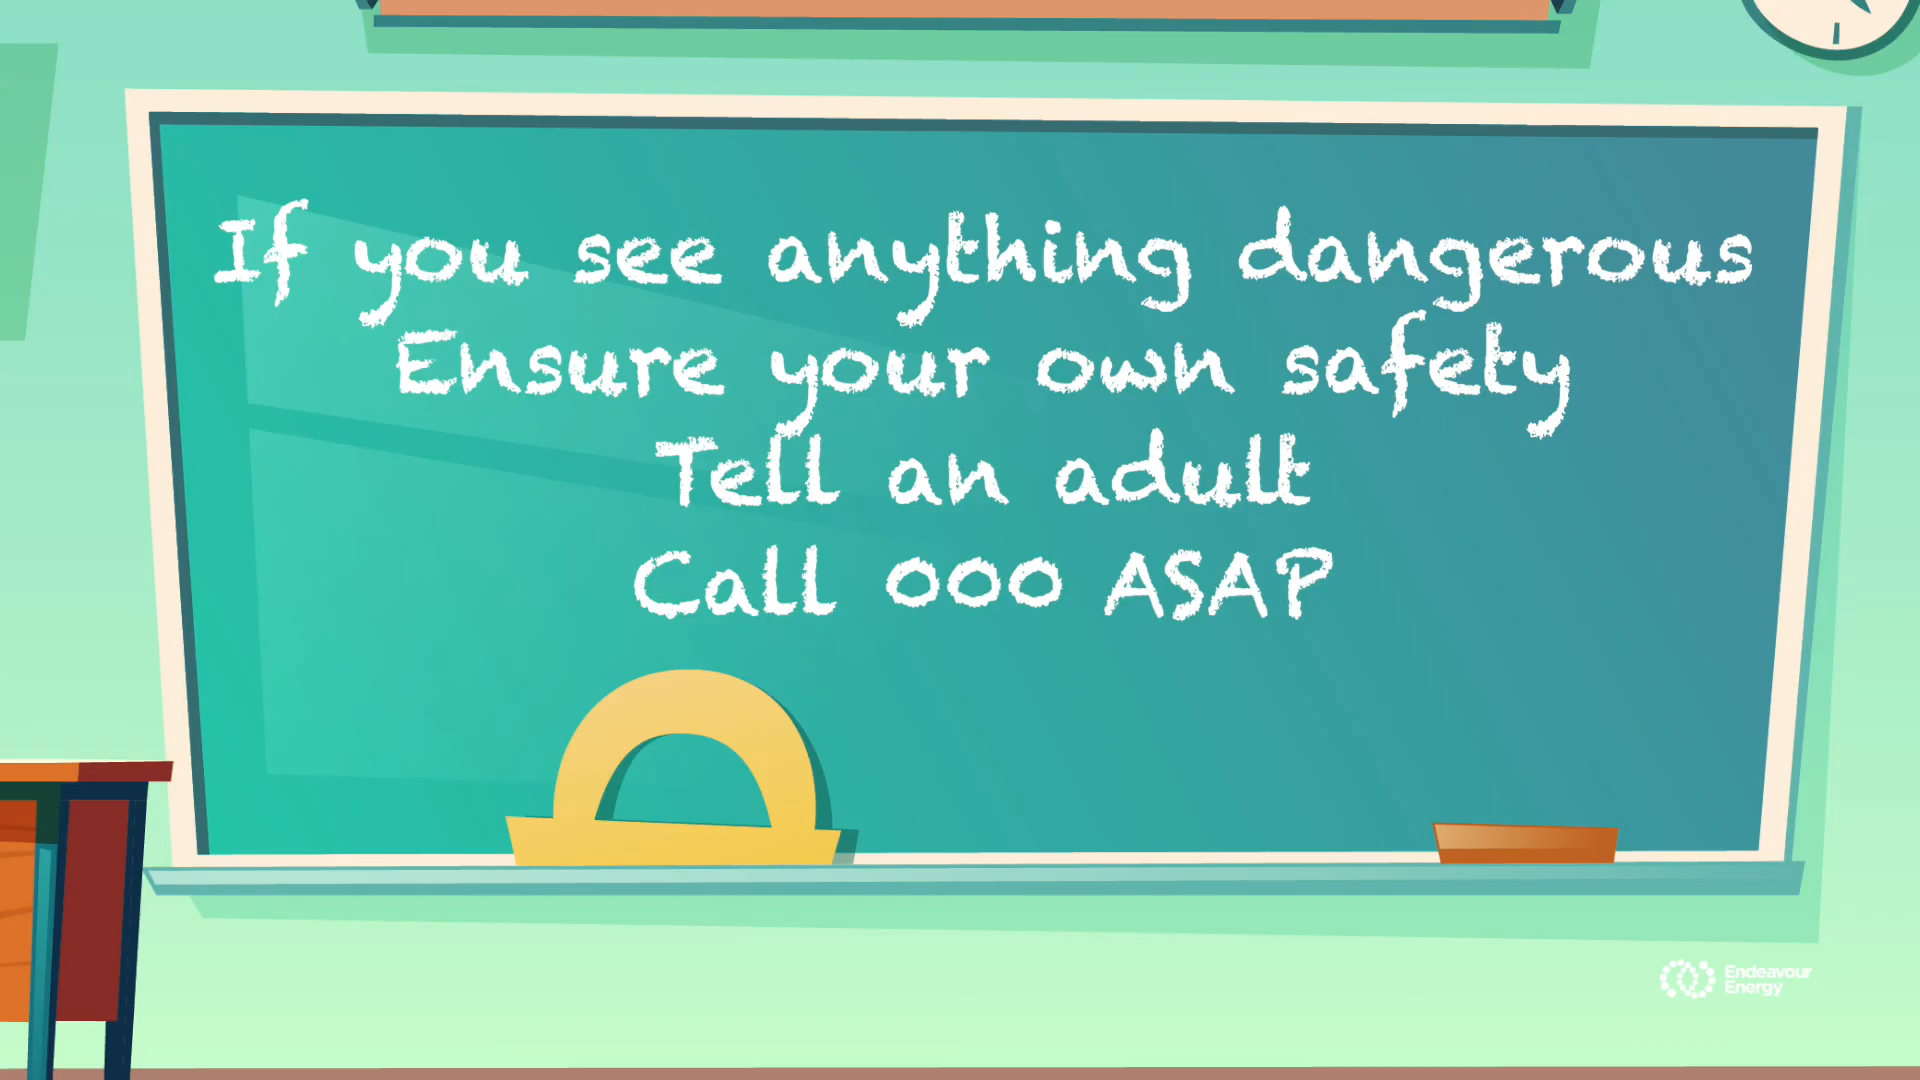 If you see anything dangerous
Ensure your own safety
Tell an adult
Call 000 ASAP
Endeavour
Energy